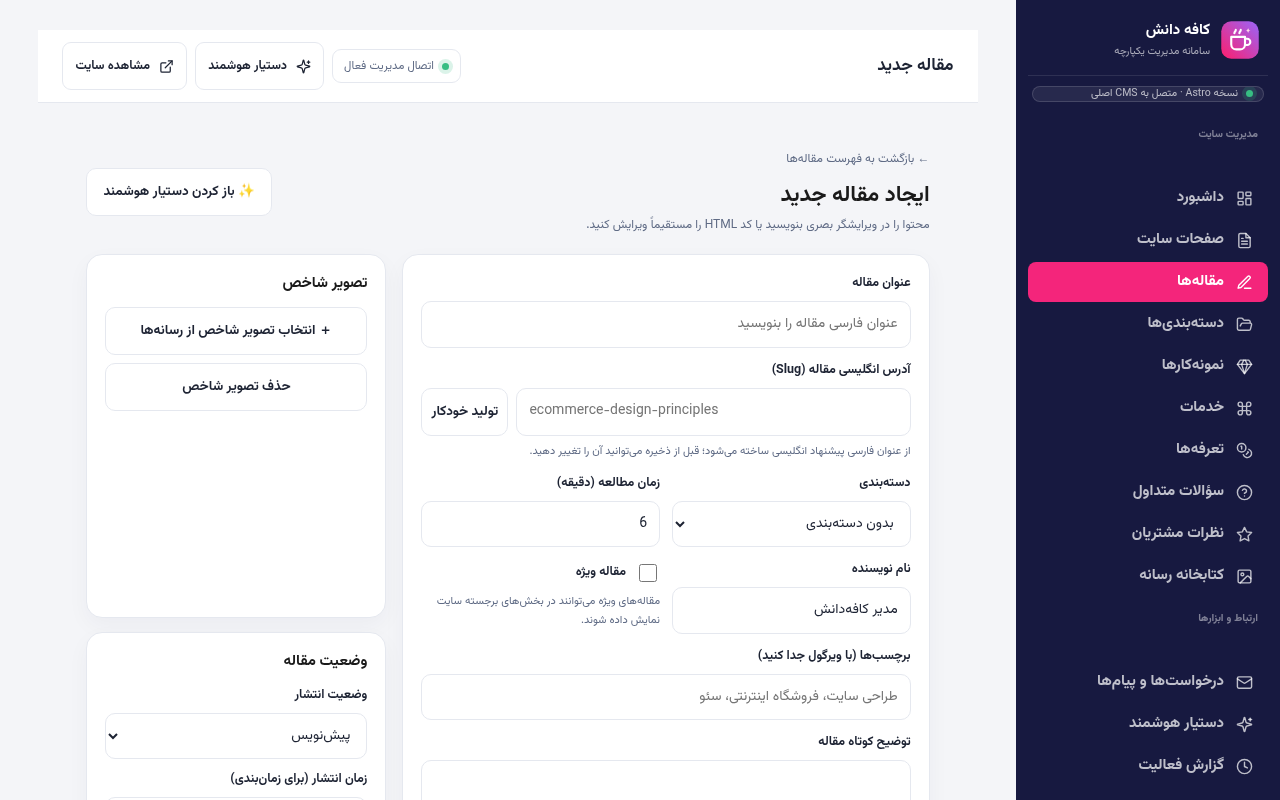 کافه دانش
سامانه مدیریت یکپارچه
نسخه Astro · متصل به CMS اصلی
مدیریت سایت
داشبورد
صفحات سایت
مقاله‌ها
دسته‌بندی‌ها
نمونه‌کارها
خدمات
تعرفه‌ها
سؤالات متداول
نظرات مشتریان
کتابخانه رسانه
ارتباط و ابزارها
درخواست‌ها و پیام‌ها
دستیار هوشمند
گزارش فعالیت
مقاله جدید
اتصال مدیریت فعال
دستیار هوشمند
مشاهده سایت
← بازگشت به فهرست مقاله‌ها
ایجاد مقاله جدید
محتوا را در ویرایشگر بصری بنویسید یا کد HTML را مستقیماً ویرایش کنید.
✨ باز کردن دستیار هوشمند
عنوان مقاله
عنوان فارسی مقاله را بنویسید
آدرس انگلیسی مقاله (Slug)
ecommerce-design-principles
تولید خودکار
از عنوان فارسی پیشنهاد انگلیسی ساخته می‌شود؛ قبل از ذخیره می‌توانید آن را تغییر دهید.
دسته‌بندی
بدون دسته‌بندی
زمان مطالعه (دقیقه)
6
نام نویسنده
مدیر کافه‌دانش
مقاله ویژه
مقاله‌های ویژه می‌توانند در بخش‌های برجسته سایت
نمایش داده شوند.
برچسب‌ها (با ویرگول جدا کنید)
طراحی سایت، فروشگاه اینترنتی، سئو
توضیح کوتاه مقاله
تصویر شاخص
+ انتخاب تصویر شاخص از رسانه‌ها
حذف تصویر شاخص
وضعیت مقاله
وضعیت انتشار
پیش‌نویس
زمان انتشار (برای زمان‌بندی)